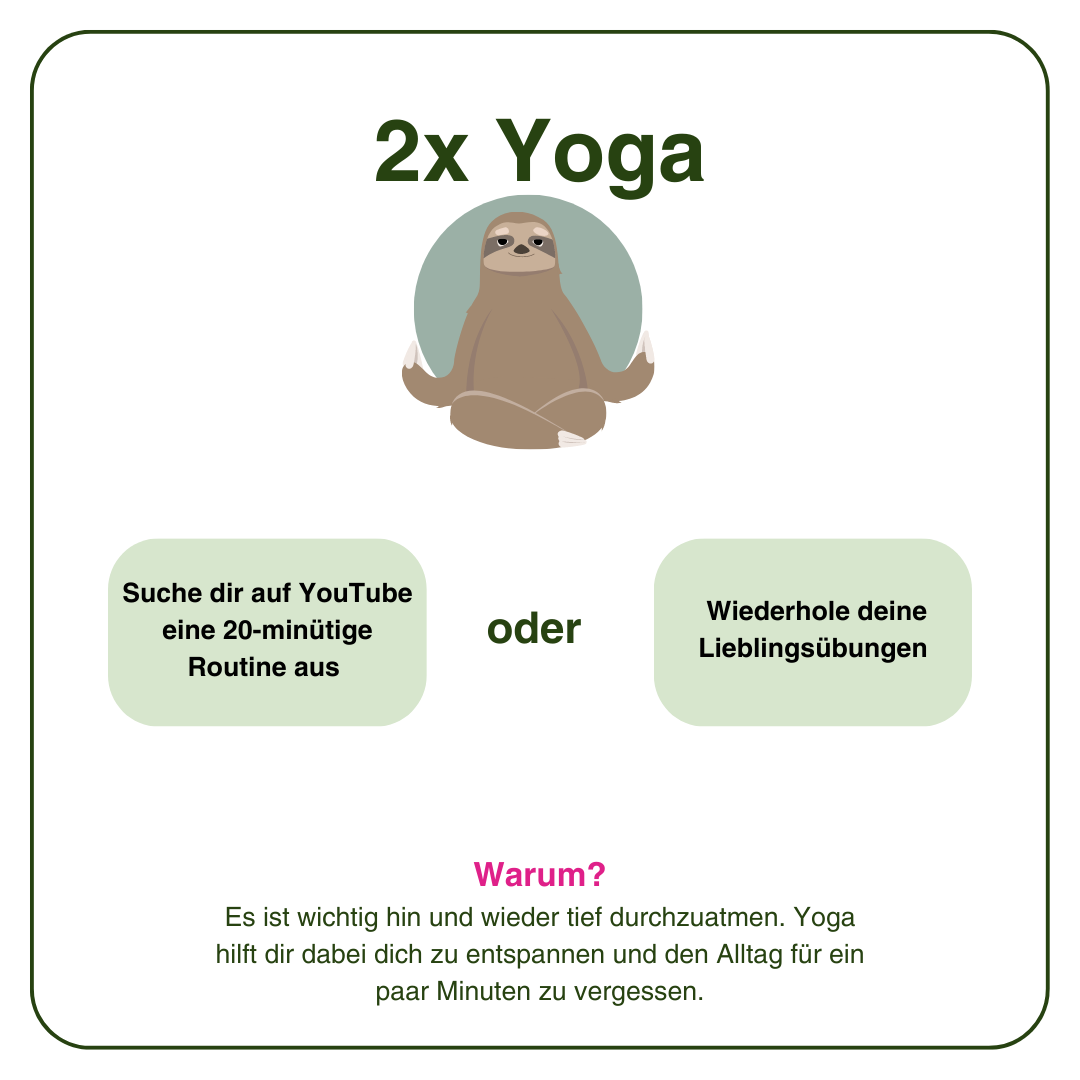 2x Yoga
Suche dir auf YouTube
eine 20-minütige
Routine aus
oder
Wiederhole deine
Lieblingsübungen
Warum?
Es ist wichtig hin und wieder tief durchzuatmen. Yoga
hilft dir dabei dich zu entspannen und den Alltag für ein
paar Minuten zu vergessen.